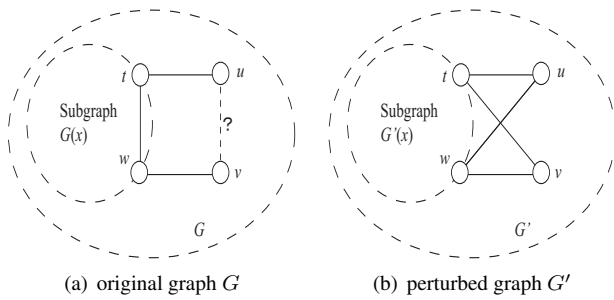 t
u
Subgraph
G(x)
?
w
v
G
(a) original graph G
t
u
Subgraph
G'(x)
w
v
G'
(b) perturbed graph G′